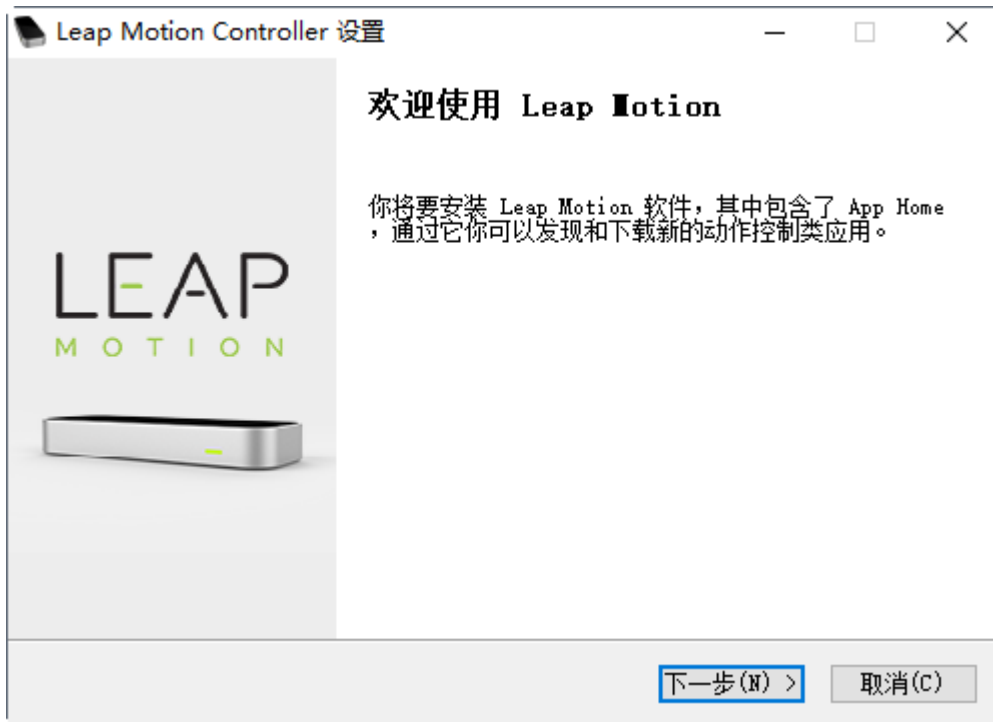 Leap Motion Controller 设置
欢迎使用 Leap Motion
你将要安装 Leap Motion 软件，其中包含了 App Home
，通过它你可以发现和下载新的动作控制类应用。
LEAP
MOTION
下一步(N) >
取消(C)